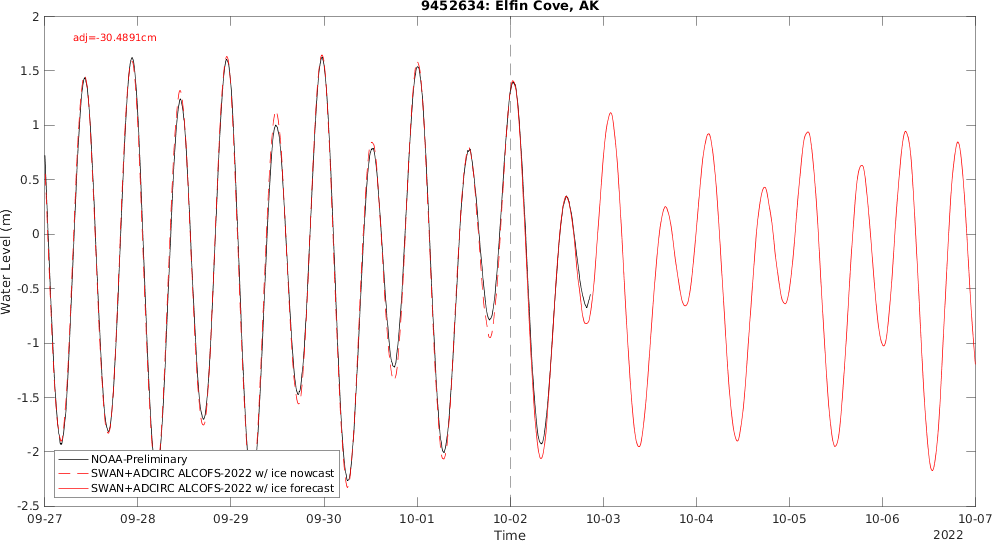 9452634: Elfin Cove, AK
adj=-30.4891cm
2
1.5
1
0.5
0
-0.5
-1
-1.5
-2
-2.5
Water Level (m)
NOAA-Preliminary
SWAN+ADCIRC ALCOFS-2022 w/ ice nowcast
SWAN+ADCIRC ALCOFS-2022 w/ ice forecast
09-27 09-28 09-29 09-30 10-01 10-02 10-03 10-04 10-05 10-06 10-07
Time
2022